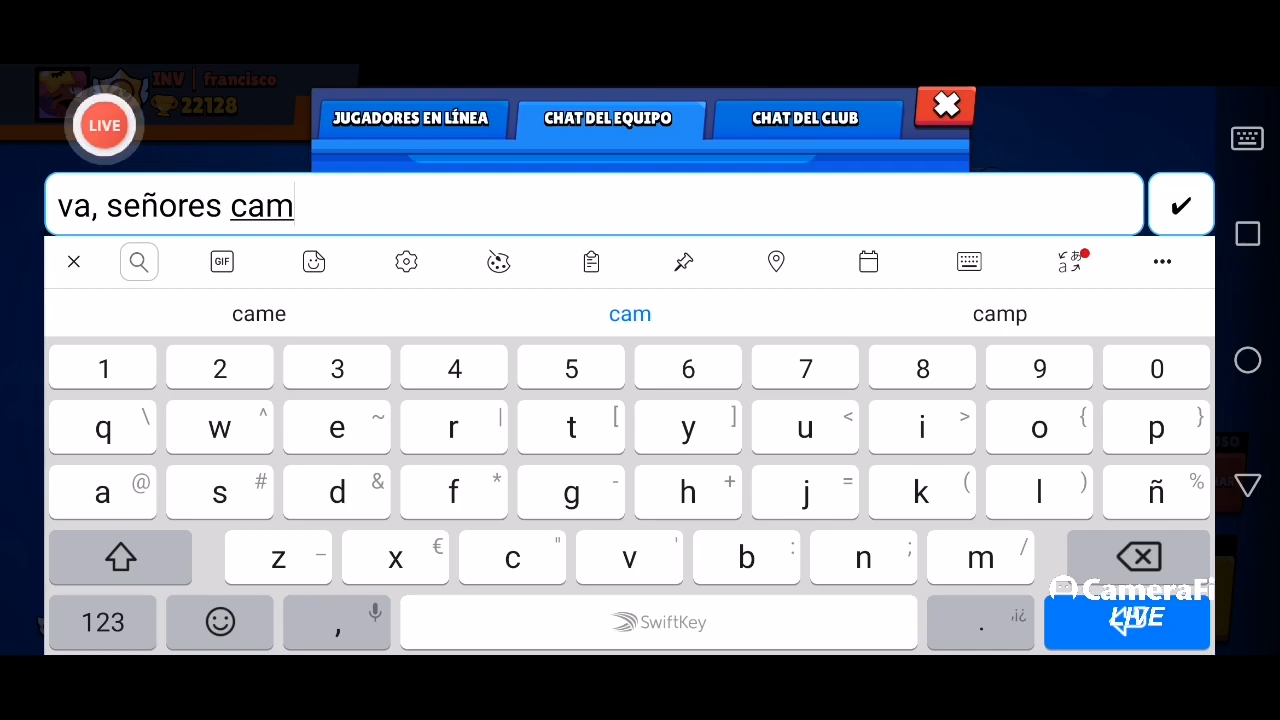 INV | francisco
22128
LIVE
JUGADORES EN LÍNEA
CHAT DEL EQUIPO
CHAT DEL CLUB
va, señores cam
GIF
came
cam
camp
1 2 3 4 5 6 7 8 9 0
q \ w ^ e ~ r | t [ y ] u < i > o { p }
a @ s # d & f * g - h + j = k ( l ) ñ %
z _ x € c " v ' b : n ; m /
123 , SwiftKey . ,¡¿
CameraFi
LIVE